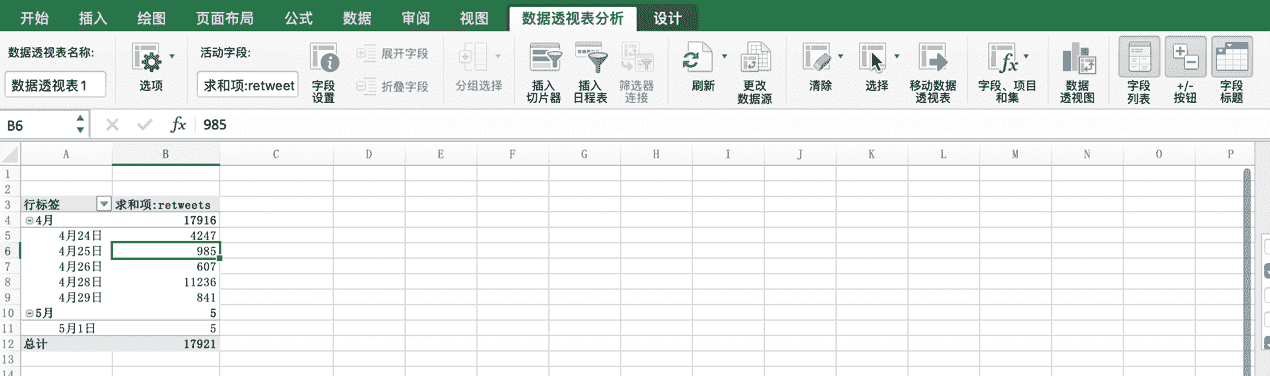 开始 插入 绘图 页面布局 公式 数据 审阅 视图 数据透视表分析 设计
数据透视表名称: 活动字段:
数据透视表1 选项 求和项:retweet 字段设置 展开字段 折叠字段 分组选择 插入切片器 插入日程表 筛选器连接 刷新 更改数据源 清除 选择 移动数据透视表 字段、项目和集 数据透视图 字段列表 +/-按钮 字段标题
B6 fx 985
A B C D E F G H I J K L M N O P
1
2
3 行标签 求和项:retweets
4 4月 17916
5 4月24日 4247
6 4月25日 985
7 4月26日 607
8 4月28日 11236
9 4月29日 841
10 5月 5
11 5月1日 5
12 总计 17921
13
14